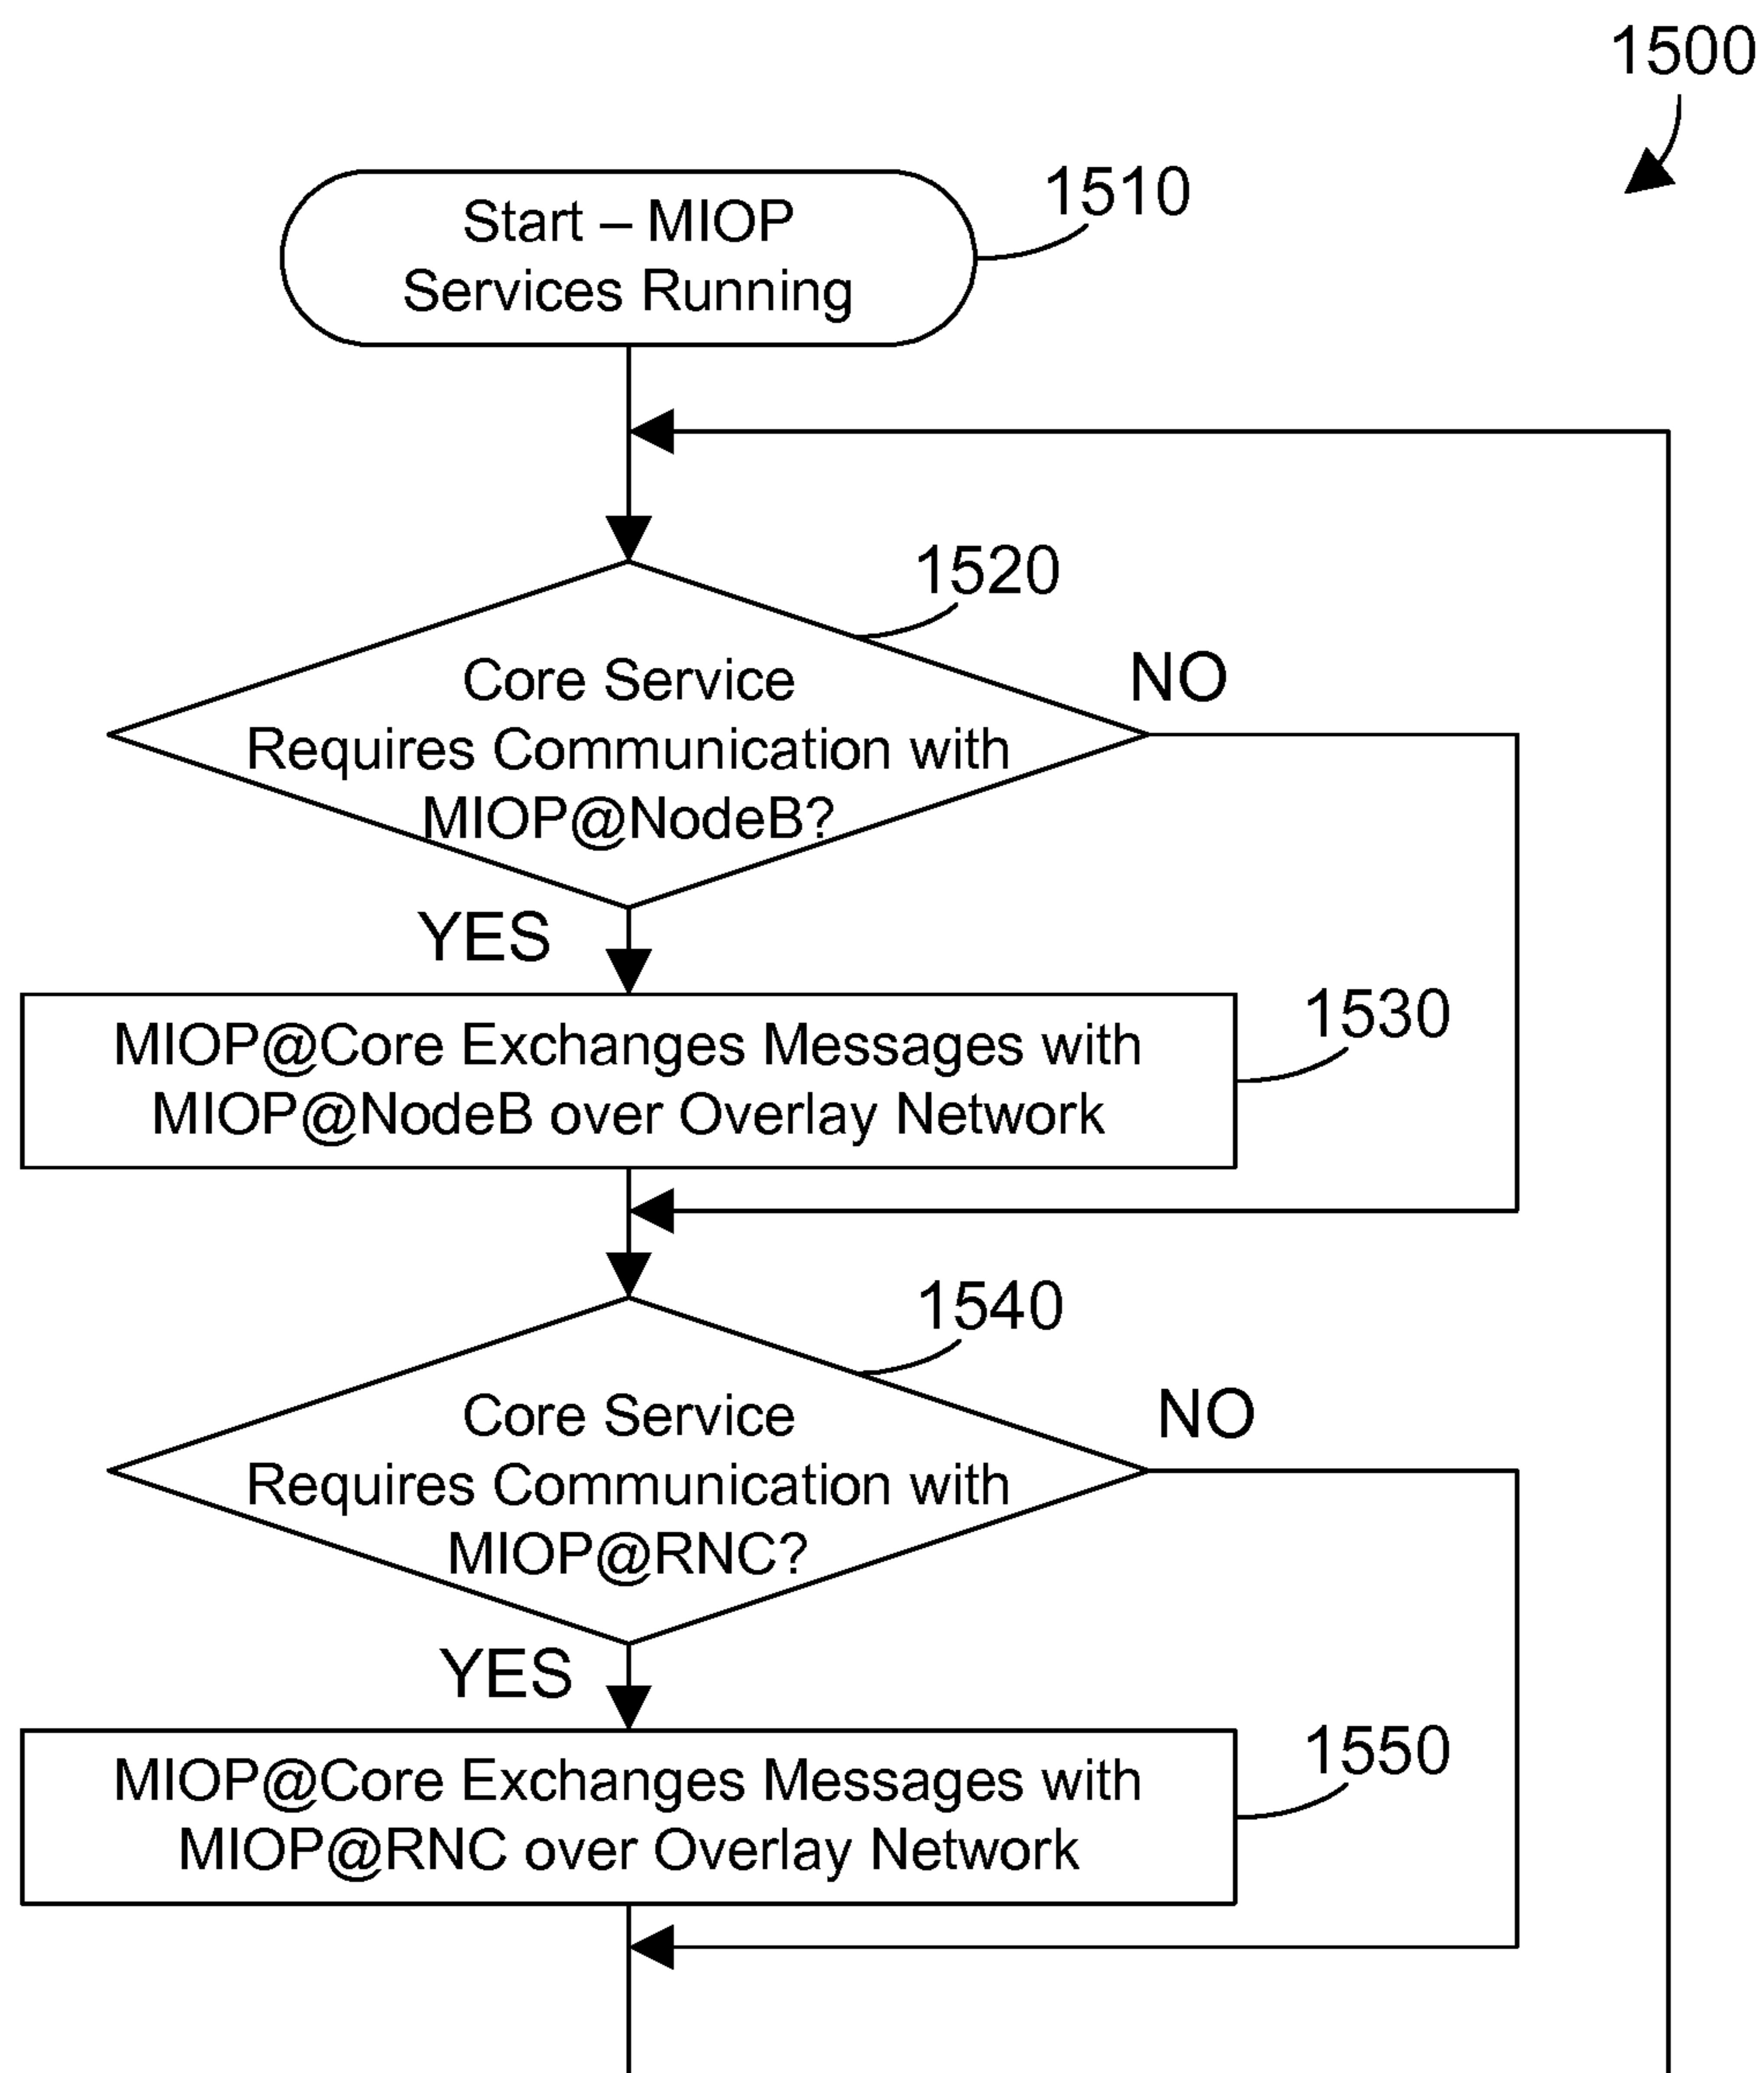 1500
Start – MIOP
Services Running
1510
1520
Core Service
Requires Communication with
MIOP@NodeB?
NO
YES
1530
MIOP@Core Exchanges Messages with
MIOP@NodeB over Overlay Network
1540
Core Service
Requires Communication with
MIOP@RNC?
NO
YES
1550
MIOP@Core Exchanges Messages with
MIOP@RNC over Overlay Network